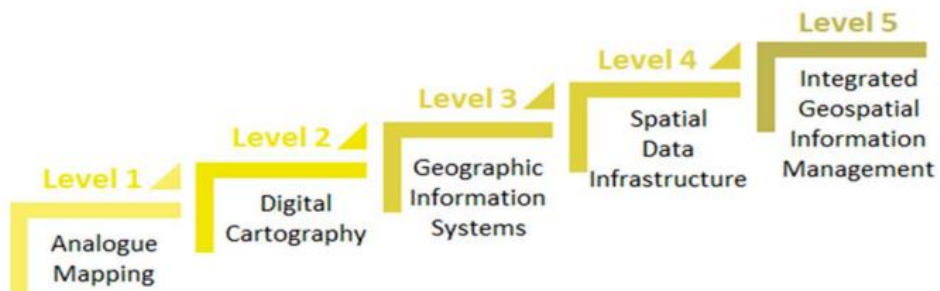 Level 1
Analogue
Mapping
Level 2
Digital
Cartography
Level 3
Geographic
Information
Systems
Level 4
Spatial
Data
Infrastructure
Level 5
Integrated
Geospatial
Information
Management